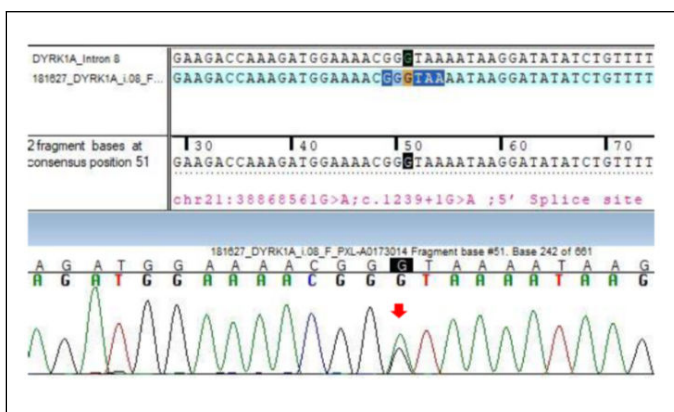 DYRK1A_Intron 8 GAAGACCAAAGATGGAAAACGGGTAAAATAAGGATATATCTGTTTT
181627_DYRK1A_i.08_F... GAAGACCAAAGATGGAAAACGGGTAAAATAAGGATATATCTGTTTT
2 fragment bases at
consensus position 51
30 40 50 60 70
GAAGACCAAAGATGGAAAACGGGTAAAATAAGGATATATCTGTTTT
chr21:38868561G>A;c.1239+1G>A ;5' Splice site
181627_DYRK1A_i.08_F_PXL-A0173014 Fragment base #51. Base 242 of 661
A G A T G G A A A A C G G G T A A A A T A A G
A G A T G G A A A A C G G G T A A A A T A A G